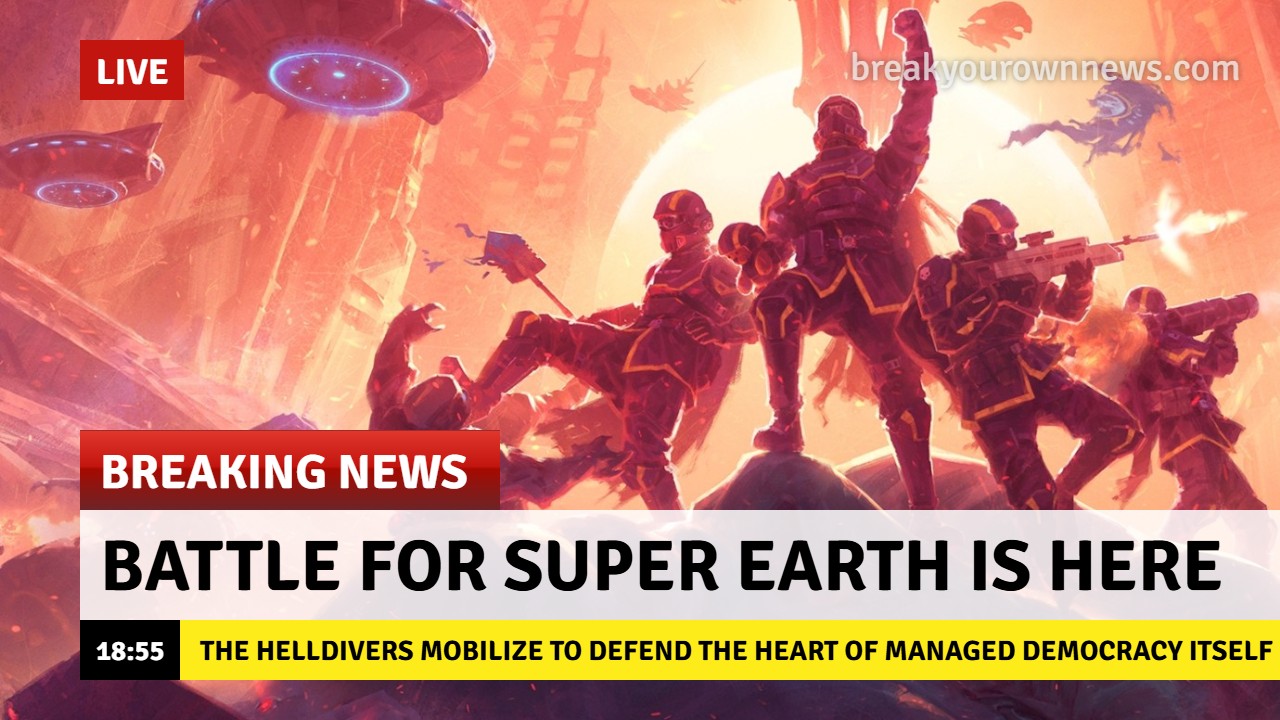 LIVE
breakyourownnews.com
BREAKING NEWS
BATTLE FOR SUPER EARTH IS HERE
18:55 THE HELLDIVERS MOBILIZE TO DEFEND THE HEART OF MANAGED DEMOCRACY ITSELF